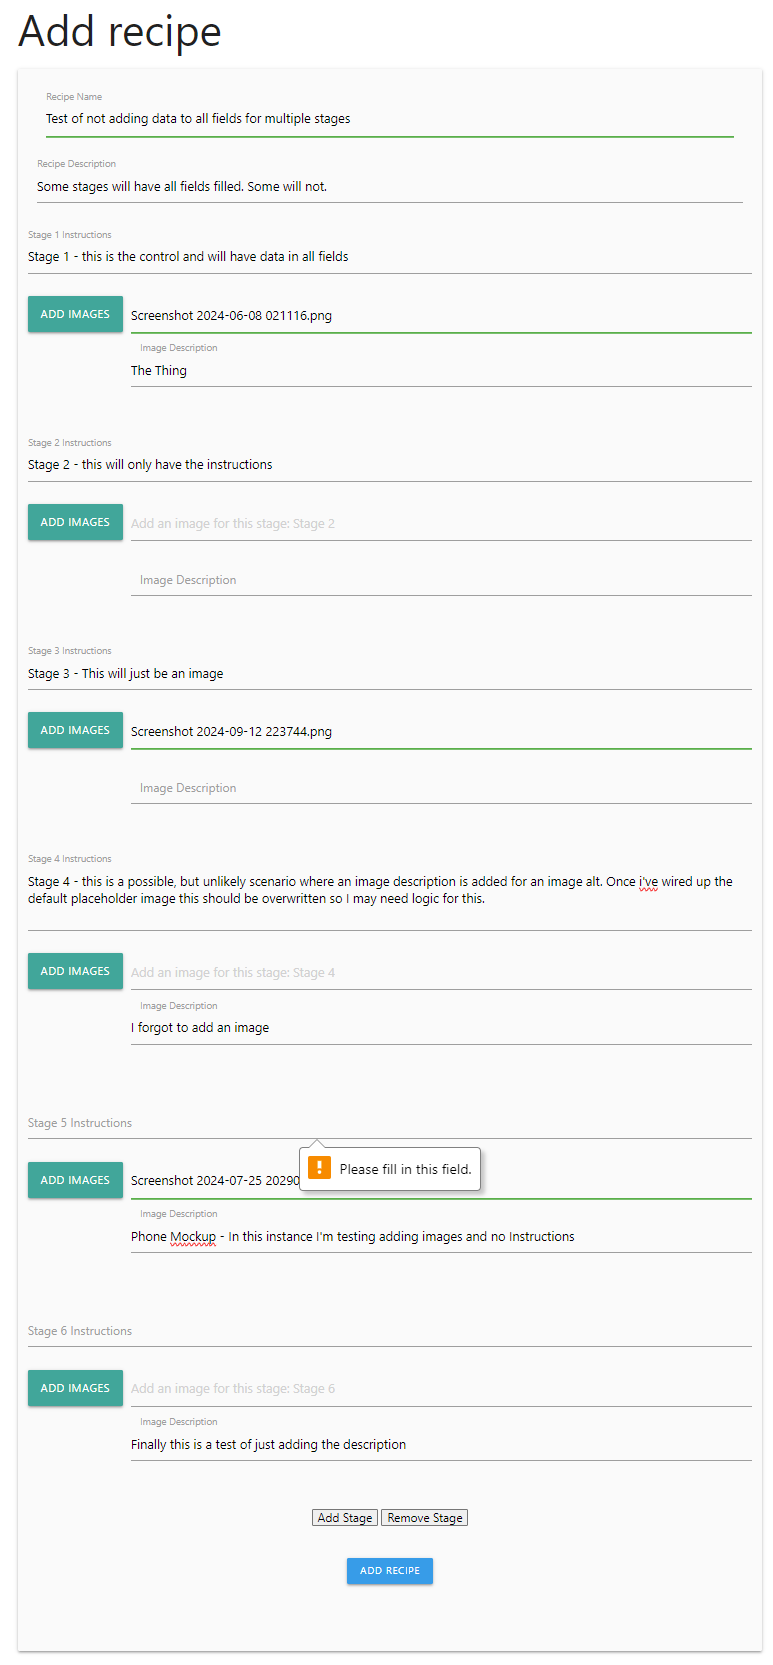 Add recipe
Recipe Name
Test of not adding data to all fields for multiple stages
Recipe Description
Some stages will have all fields filled. Some will not.
Stage 1 Instructions
Stage 1 - this is the control and will have data in all fields
ADD IMAGES
Screenshot 2024-06-08 021116.png
Image Description
The Thing
Stage 2 Instructions
Stage 2 - this will only have the instructions
ADD IMAGES
Add an image for this stage: Stage 2
Image Description
Stage 3 Instructions
Stage 3 - This will just be an image
ADD IMAGES
Screenshot 2024-09-12 223744.png
Image Description
Stage 4 Instructions
Stage 4 - this is a possible, but unlikely scenario where an image description is added for an image alt. Once i've wired up the
default placeholder image this should be overwritten so I may need logic for this.
ADD IMAGES
Add an image for this stage: Stage 4
Image Description
I forgot to add an image
Stage 5 Instructions
Please fill in this field.
ADD IMAGES
Screenshot 2024-07-25 20290
Image Description
Phone Mockup - In this instance I'm testing adding images and no Instructions
Stage 6 Instructions
ADD IMAGES
Add an image for this stage: Stage 6
Image Description
Finally this is a test of just adding the description
Add Stage Remove Stage
ADD RECIPE